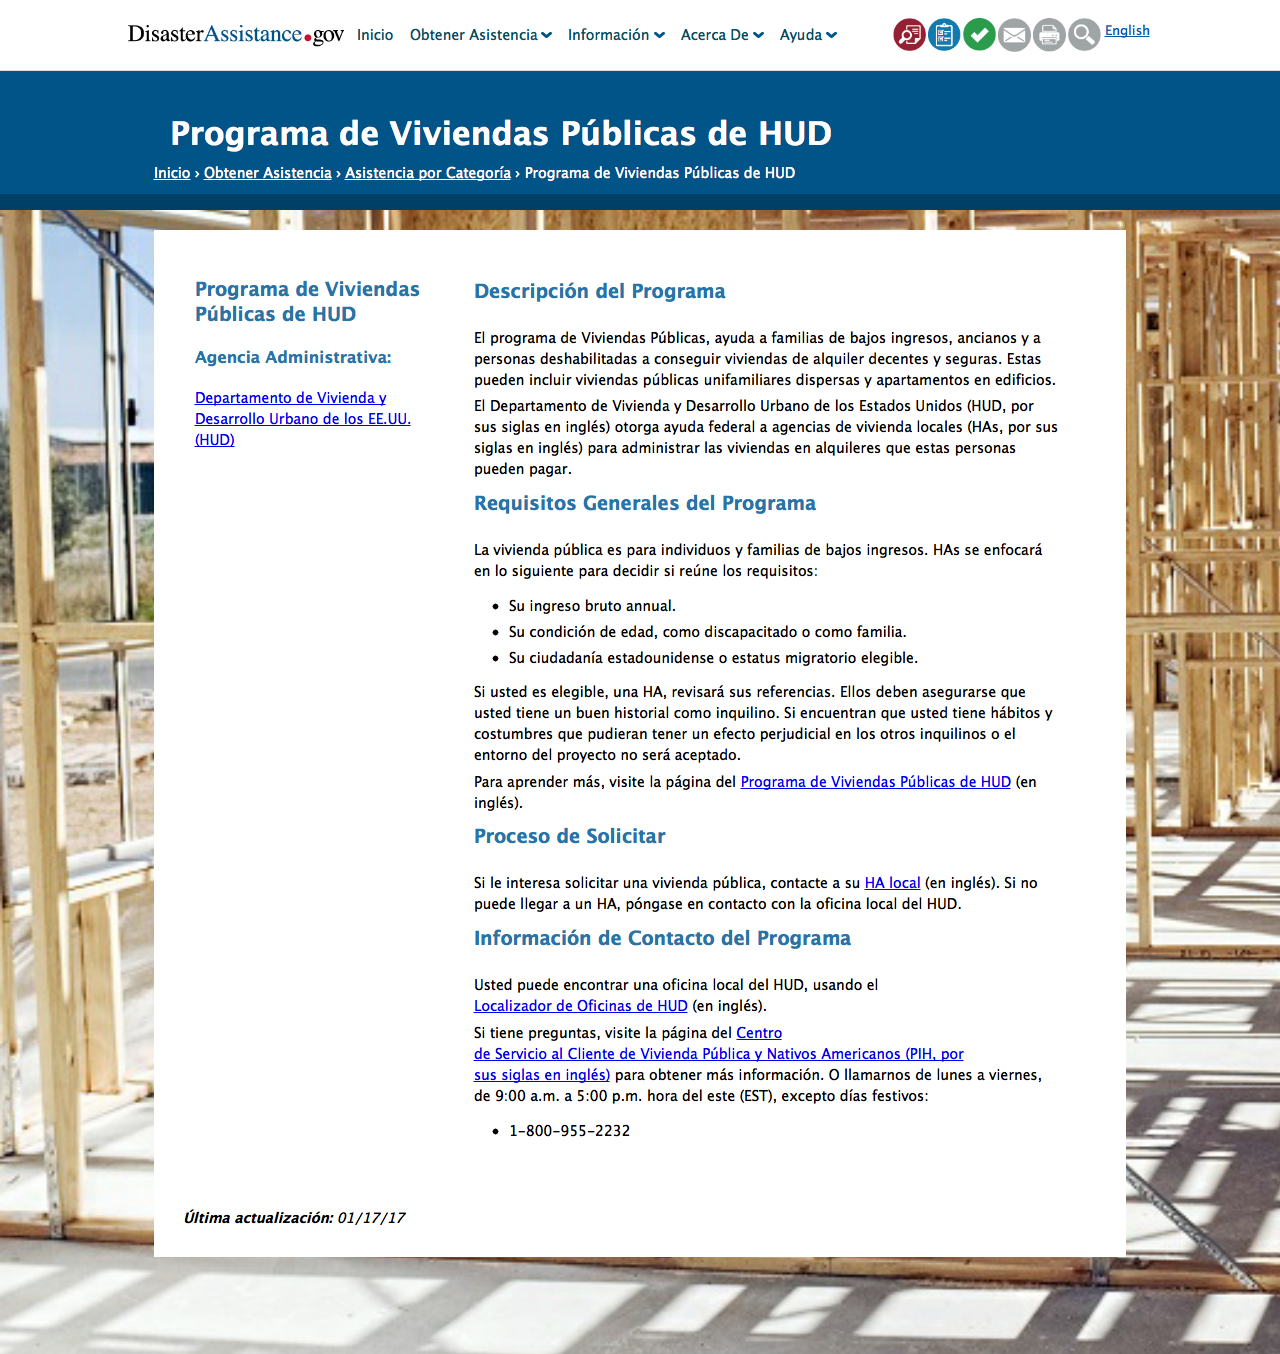 DisasterAssistance.gov Inicio Obtener Asistencia Información Acerca De Ayuda English
Programa de Viviendas Públicas de HUD
Inicio › Obtener Asistencia › Asistencia por Categoría › Programa de Viviendas Públicas de HUD
Programa de Viviendas
Públicas de HUD
Agencia Administrativa:
Departamento de Vivienda y
Desarrollo Urbano de los EE.UU.
(HUD)
Descripción del Programa
El programa de Viviendas Públicas, ayuda a familias de bajos ingresos, ancianos y a
personas deshabilitadas a conseguir viviendas de alquiler decentes y seguras. Estas
pueden incluir viviendas públicas unifamiliares dispersas y apartamentos en edificios.
El Departamento de Vivienda y Desarrollo Urbano de los Estados Unidos (HUD, por
sus siglas en inglés) otorga ayuda federal a agencias de vivienda locales (HAs, por sus
siglas en inglés) para administrar las viviendas en alquileres que estas personas
pueden pagar.
Requisitos Generales del Programa
La vivienda pública es para individuos y familias de bajos ingresos. HAs se enfocará
en lo siguiente para decidir si reúne los requisitos:
• Su ingreso bruto annual.
• Su condición de edad, como discapacitado o como familia.
• Su ciudadanía estadounidense o estatus migratorio elegible.
Si usted es elegible, una HA, revisará sus referencias. Ellos deben asegurarse que
usted tiene un buen historial como inquilino. Si encuentran que usted tiene hábitos y
costumbres que pudieran tener un efecto perjudicial en los otros inquilinos o el
entorno del proyecto no será aceptado.
Para aprender más, visite la página del Programa de Viviendas Públicas de HUD (en
inglés).
Proceso de Solicitar
Si le interesa solicitar una vivienda pública, contacte a su HA local (en inglés). Si no
puede llegar a un HA, póngase en contacto con la oficina local del HUD.
Información de Contacto del Programa
Usted puede encontrar una oficina local del HUD, usando el
Localizador de Oficinas de HUD (en inglés).
Si tiene preguntas, visite la página del Centro
de Servicio al Cliente de Vivienda Pública y Nativos Americanos (PIH, por
sus siglas en inglés) para obtener más información. O llamarnos de lunes a viernes,
de 9:00 a.m. a 5:00 p.m. hora del este (EST), excepto días festivos:
• 1-800-955-2232
Última actualización: 01/17/17